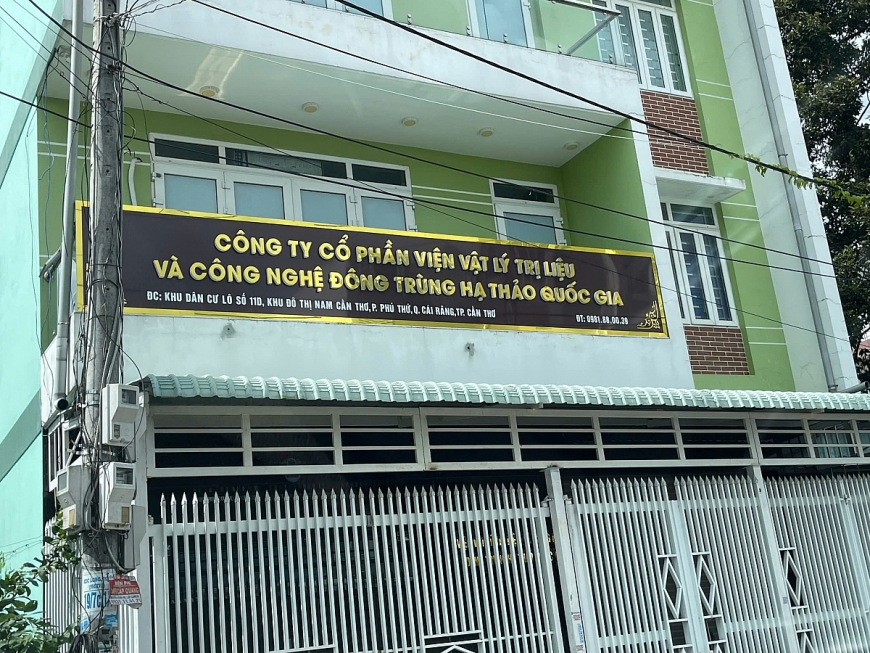 CÔNG TY CỔ PHẦN VIỆN VẬT LÝ TRỊ LIỆU
VÀ CÔNG NGHỆ ĐÔNG TRÙNG HẠ THẢO QUỐC GIA
ĐC: KHU DÂN CƯ LÔ SỐ 11D, KHU ĐÔ THỊ NAM CẦN THƠ,P. PHÚ THỨ,Q. CÁI RĂNG,TP. CẦN THƠ ĐT: 0981.88.00.39